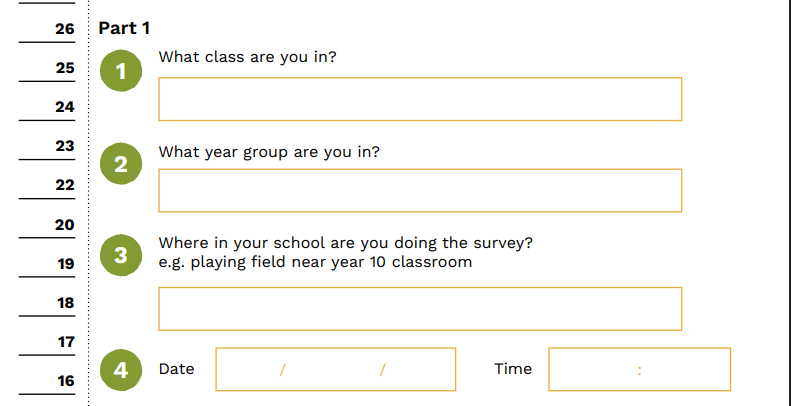 26
25
24
23
22
20
19
18
17
16
Part 1
1
What class are you in?
2
What year group are you in?
3
Where in your school are you doing the survey?
e.g. playing field near year 10 classroom
4
Date / / Time :